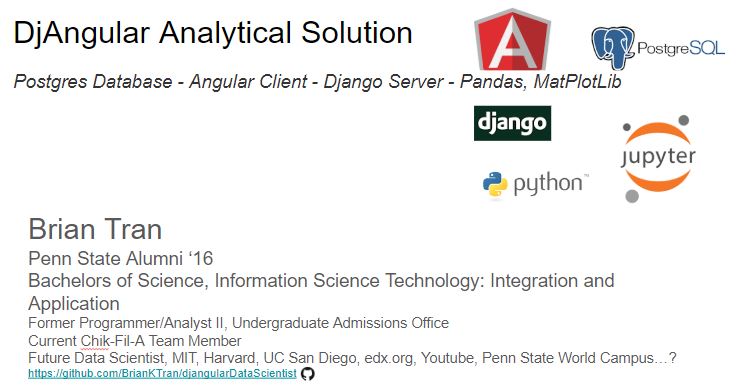 DjAngular Analytical Solution
PostgreSQL
Postgres Database - Angular Client - Django Server - Pandas, MatPlotLib
django
jupyter
python™
Brian Tran
Penn State Alumni ‘16
Bachelors of Science, Information Science Technology: Integration and
Application
Former Programmer/Analyst II, Undergraduate Admissions Office
Current Chik-Fil-A Team Member
Future Data Scientist, MIT, Harvard, UC San Diego, edx.org, Youtube, Penn State World Campus…?
https://github.com/BrianKTran/djangularDataScientist